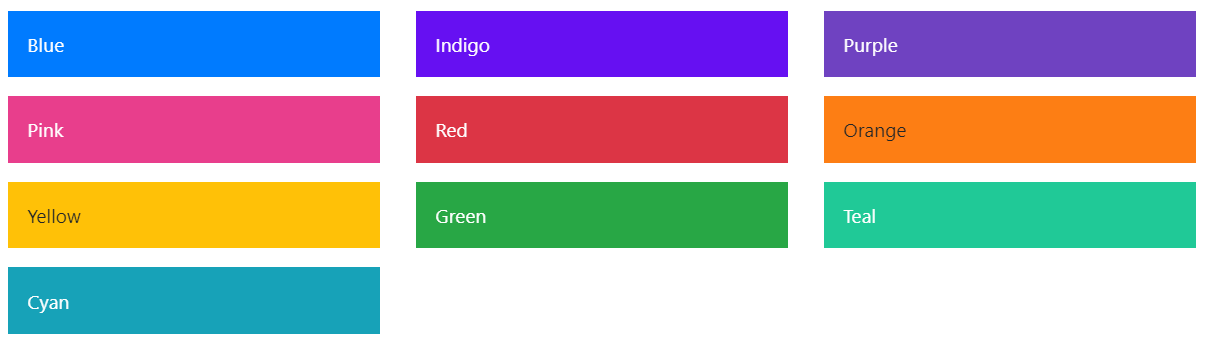 Blue
Indigo
Purple
Pink
Red
Orange
Yellow
Green
Teal
Cyan